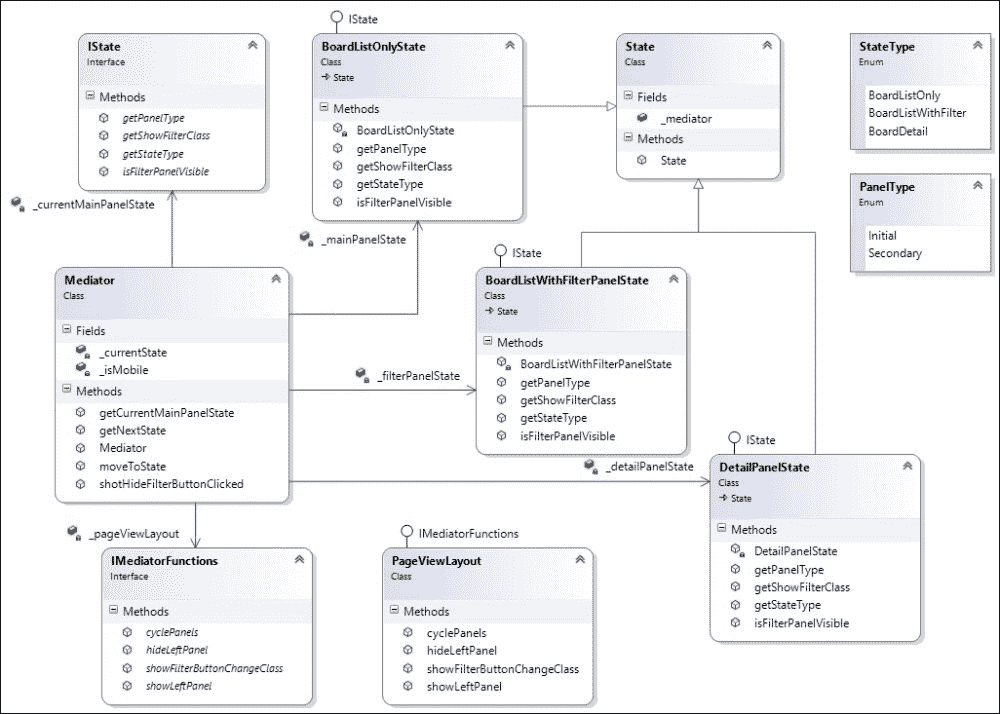 IState
Interface
Methods
getPanelType
getShowFilterClass
getStateType
isFilterPanelVisible
_currentMainPanelState
IState
BoardListOnlyState
Class
State
Methods
BoardListOnlyState
getPanelType
getShowFilterClass
getStateType
isFilterPanelVisible
_mainPanelState
State
Class
Fields
_mediator
Methods
State
StateType
Enum
BoardListOnly
BoardListWithFilter
BoardDetail
PanelType
Enum
Initial
Secondary
Mediator
Class
Fields
_currentState
_isMobile
Methods
getCurrentMainPanelState
getNextState
Mediator
moveToState
shotHideFilterButtonClicked
_filterPanelState
IState
BoardListWithFilterPanelState
Class
State
Methods
BoardListWithFilterPanelState
getPanelType
getShowFilterClass
getStateType
isFilterPanelVisible
_detailPanelState
IState
DetailPanelState
Class
State
Methods
DetailPanelState
getPanelType
getShowFilterClass
getStateType
isFilterPanelVisible
_pageViewLayout
IMediatorFunctions
Interface
Methods
cyclePanels
hideLeftPanel
showFilterButtonChangeClass
showLeftPanel
IMediatorFunctions
PageViewLayout
Class
Methods
cyclePanels
hideLeftPanel
showFilterButtonChangeClass
showLeftPanel